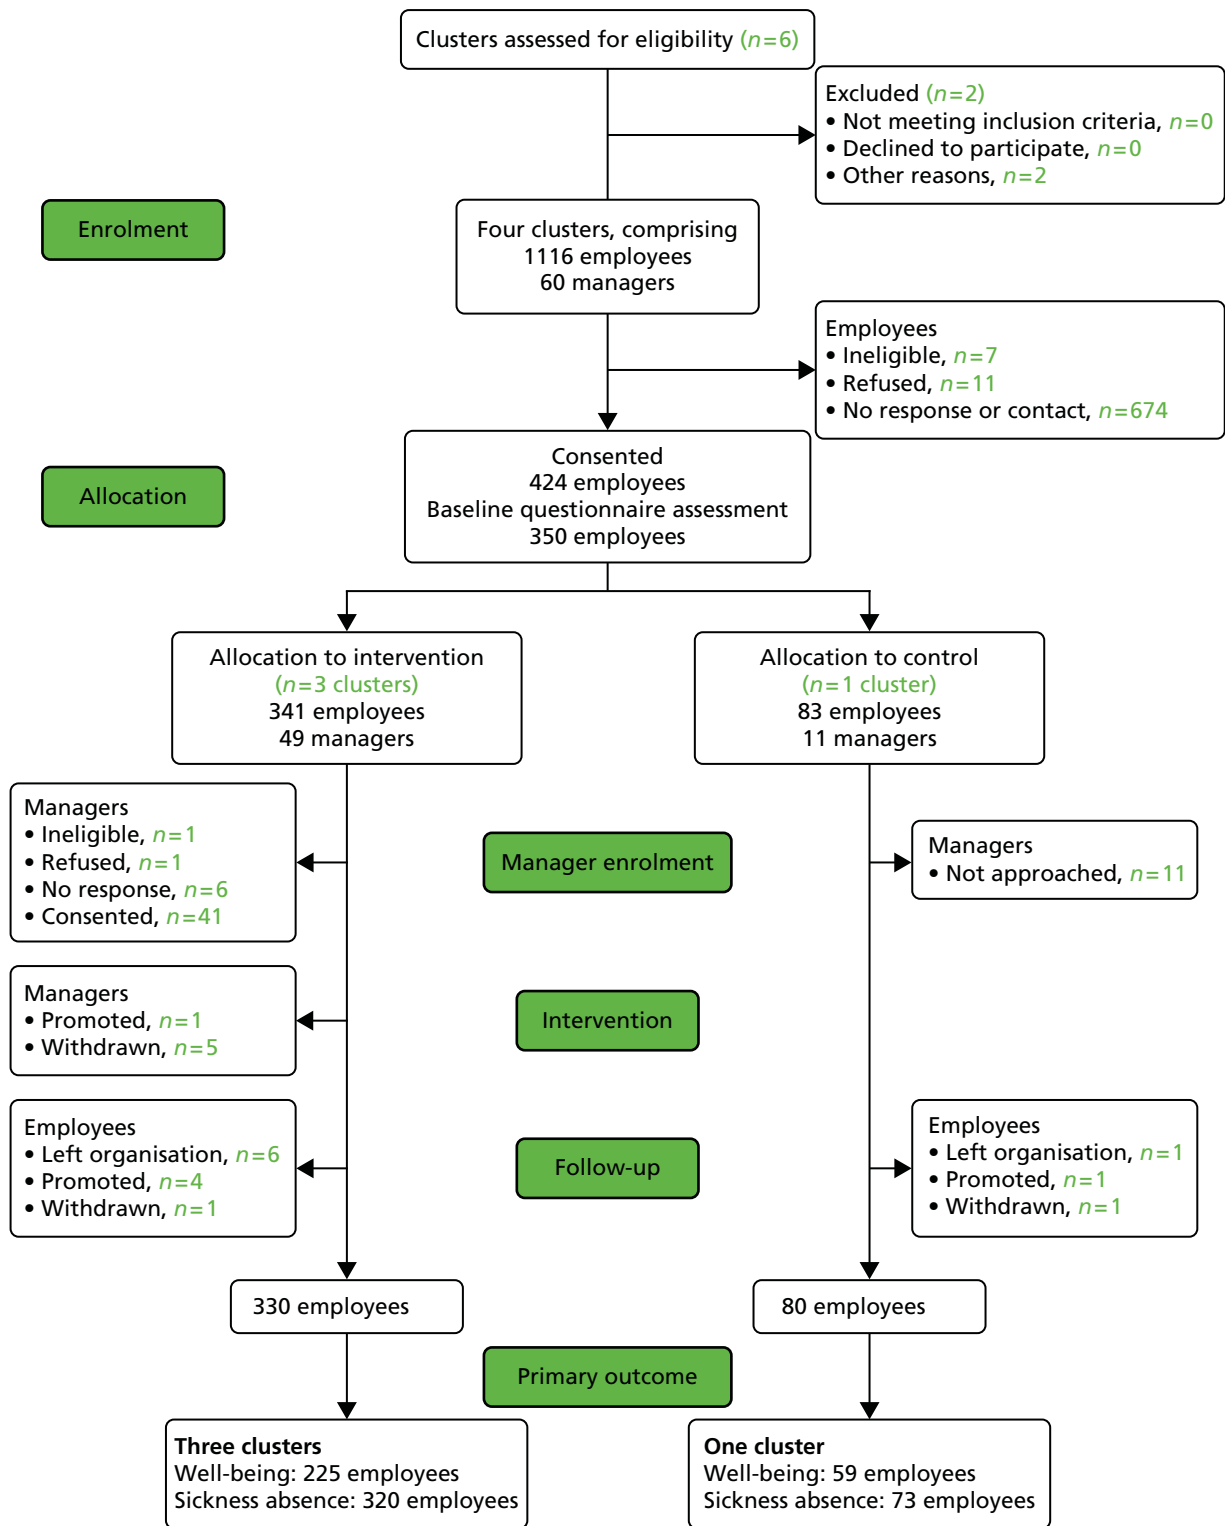 Clusters assessed for eligibility (n=6)
Excluded (n=2)
• Not meeting inclusion criteria, n=0
• Declined to participate, n=0
• Other reasons, n=2
Enrolment
Four clusters, comprising
1116 employees
60 managers
Employees
• Ineligible, n=7
• Refused, n=11
• No response or contact, n=674
Allocation
Consented
424 employees
Baseline questionnaire assessment
350 employees
Allocation to intervention
(n=3 clusters)
341 employees
49 managers
Allocation to control
(n=1 cluster)
83 employees
11 managers
Managers
• Ineligible, n=1
• Refused, n=1
• No response, n=6
• Consented, n=41
Manager enrolment
Managers
• Not approached, n=11
Managers
• Promoted, n=1
• Withdrawn, n=5
Intervention
Employees
• Left organisation, n=6
• Promoted, n=4
• Withdrawn, n=1
Follow-up
Employees
• Left organisation, n=1
• Promoted, n=1
• Withdrawn, n=1
330 employees
80 employees
Primary outcome
Three clusters
Well-being: 225 employees
Sickness absence: 320 employees
One cluster
Well-being: 59 employees
Sickness absence: 73 employees